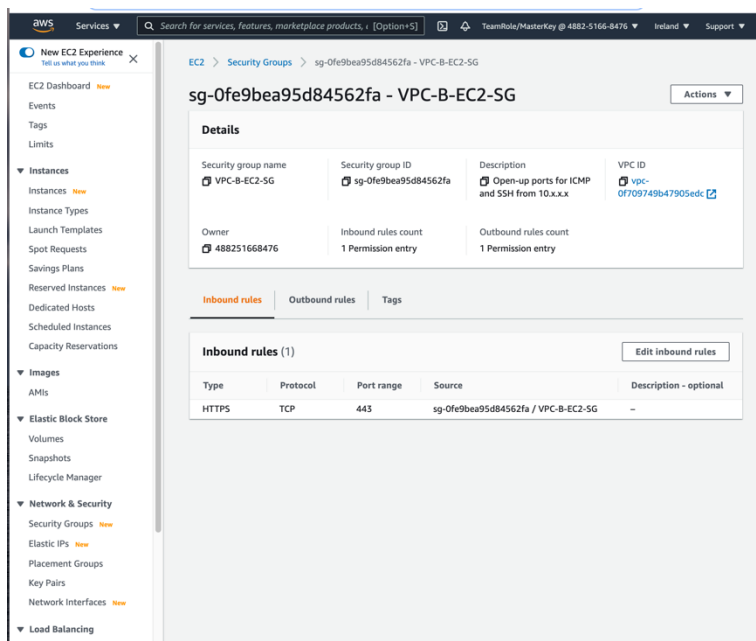 aws
Services ▼
Search for services, features, marketplace products, ‹ [Option+S]
TeamRole/MasterKey @ 4882-5166-8476 ▼
Ireland ▼
Support ▼
New EC2 Experience
Tell us what you think
EC2 Dashboard New
Events
Tags
Limits
▼ Instances
Instances New
Instance Types
Launch Templates
Spot Requests
Savings Plans
Reserved Instances New
Dedicated Hosts
Scheduled Instances
Capacity Reservations
▼ Images
AMIs
▼ Elastic Block Store
Volumes
Snapshots
Lifecycle Manager
▼ Network & Security
Security Groups New
Elastic IPs New
Placement Groups
Key Pairs
Network Interfaces New
▼ Load Balancing
EC2 > Security Groups > sg-0fe9bea95d84562fa - VPC-B-EC2-SG
sg-0fe9bea95d84562fa - VPC-B-EC2-SG
Actions ▼
Details
Security group name
VPC-B-EC2-SG
Security group ID
sg-0fe9bea95d84562fa
Description
Open-up ports for ICMP
and SSH from 10.x.x.x
VPC ID
vpc-
0f709749b47905edc
Owner
488251668476
Inbound rules count
1 Permission entry
Outbound rules count
1 Permission entry
Inbound rules
Outbound rules
Tags
Inbound rules (1)
Edit inbound rules
Type Protocol Port range Source Description - optional
HTTPS TCP 443 sg-0fe9bea95d84562fa / VPC-B-EC2-SG –